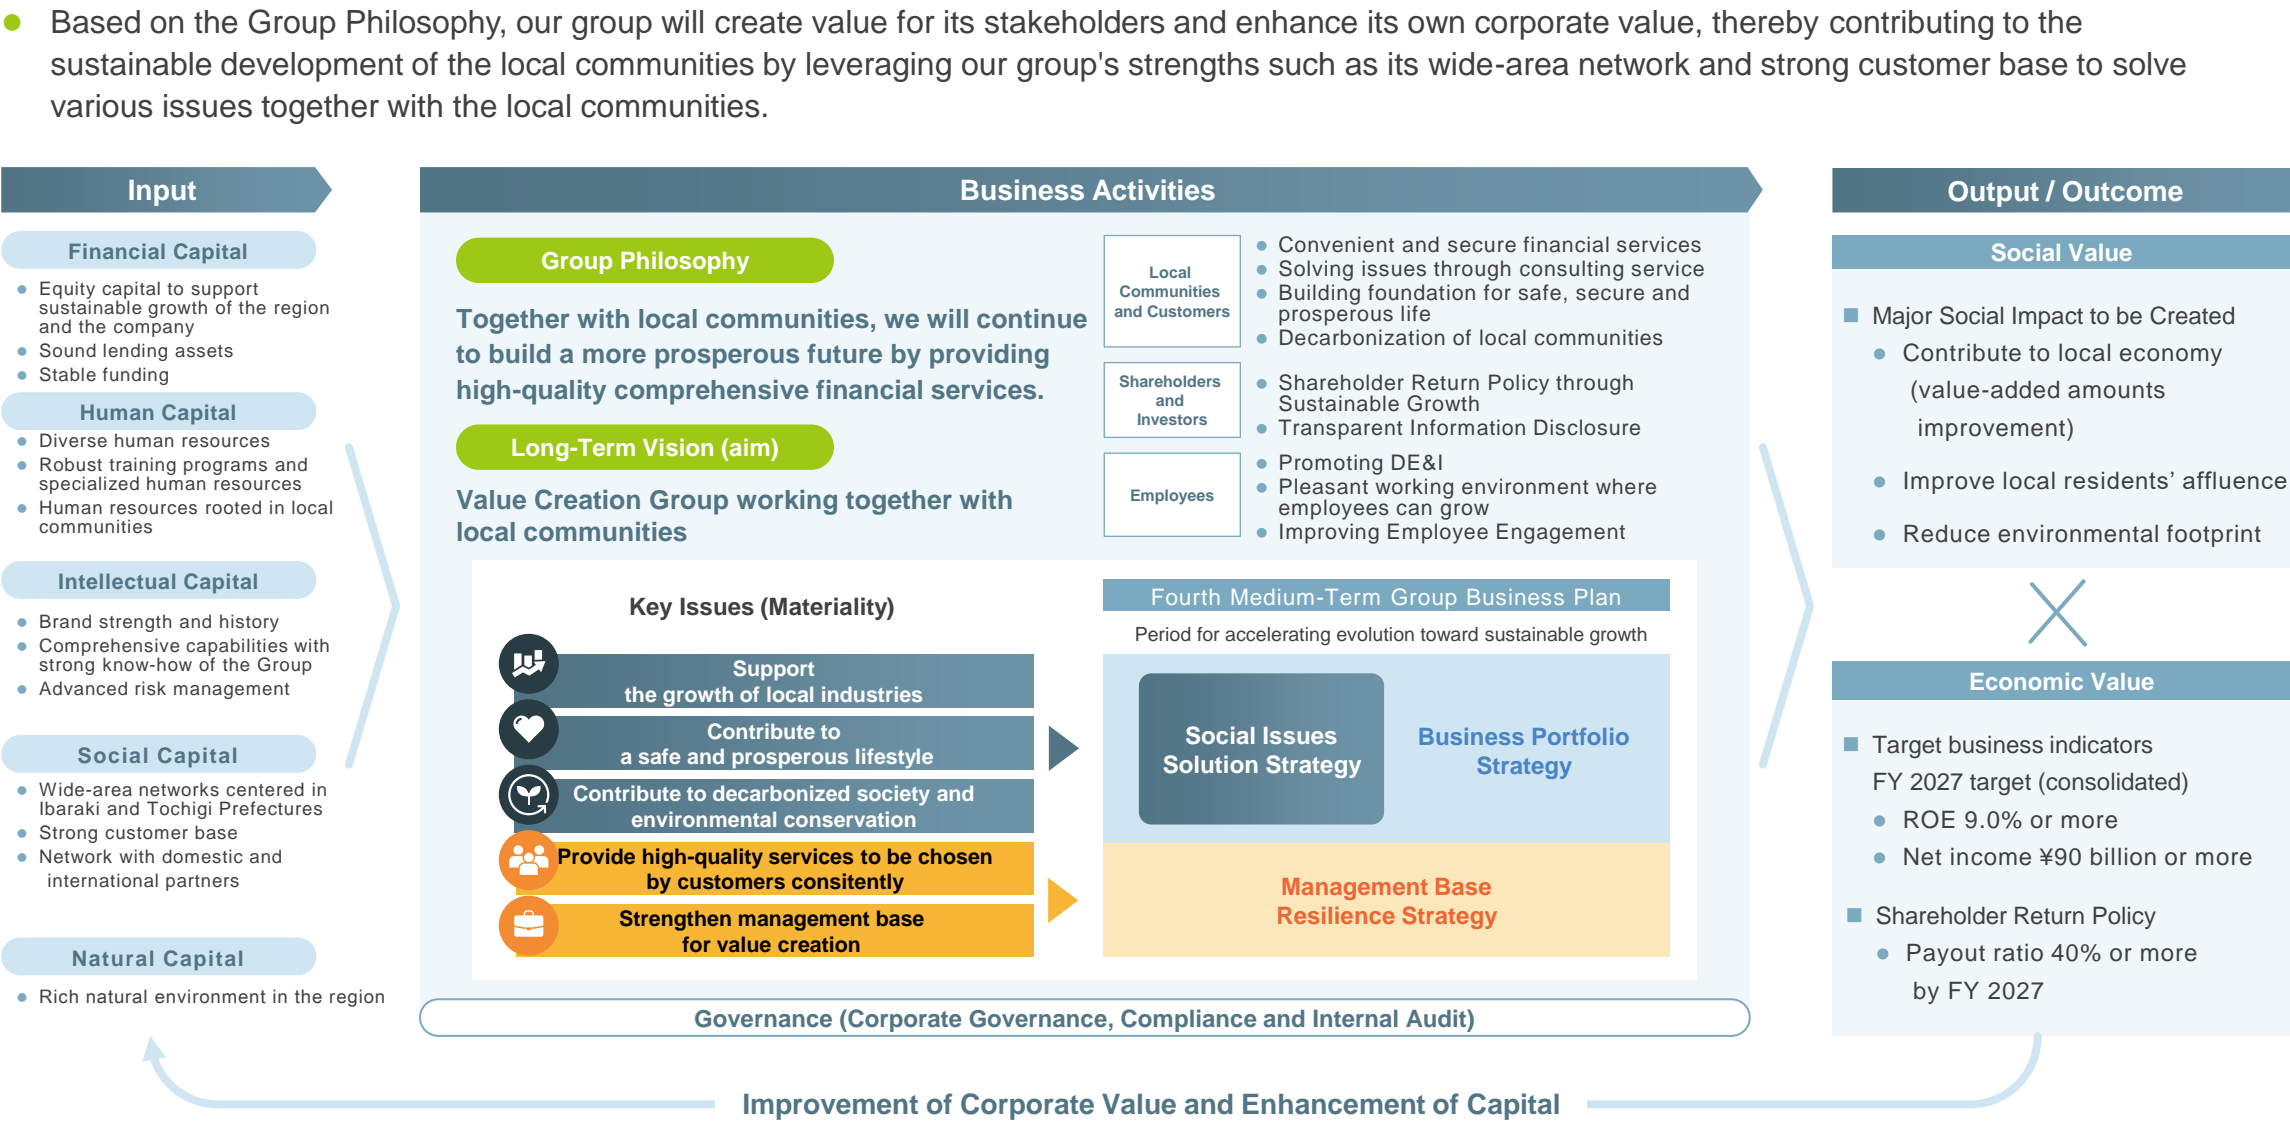 Based on the Group Philosophy, our group will create value for its stakeholders and enhance its own corporate value, thereby contributing to the
sustainable development of the local communities by leveraging our group's strengths such as its wide-area network and strong customer base to solve
various issues together with the local communities.
Input
Financial Capital
Equity capital to support
sustainable growth of the region
and the company
Sound lending assets
Stable funding
Human Capital
Diverse human resources
Robust training programs and
specialized human resources
Human resources rooted in local
communities
Intellectual Capital
Brand strength and history
Comprehensive capabilities with
strong know-how of the Group
Advanced risk management
Social Capital
Wide-area networks centered in
Ibaraki and Tochigi Prefectures
Strong customer base
Network with domestic and
international partners
Natural Capital
Rich natural environment in the region
Business Activities
Group Philosophy
Together with local communities, we will continue
to build a more prosperous future by providing
high-quality comprehensive financial services.
Long-Term Vision (aim)
Value Creation Group working together with
local communities
Local
Communities
and Customers
Convenient and secure financial services
Solving issues through consulting service
Building foundation for safe, secure and
prosperous life
Decarbonization of local communities
Shareholders
and
Investors
Shareholder Return Policy through
Sustainable Growth
Transparent Information Disclosure
Employees
Promoting DE&I
Pleasant working environment where
employees can grow
Improving Employee Engagement
Key Issues (Materiality)
Support
the growth of local industries
Contribute to
a safe and prosperous lifestyle
Contribute to decarbonized society and
environmental conservation
Provide high-quality services to be chosen
by customers consitently
Strengthen management base
for value creation
Fourth Medium-Term Group Business Plan
Period for accelerating evolution toward sustainable growth
Social Issues
Solution Strategy
Business Portfolio
Strategy
Management Base
Resilience Strategy
Governance (Corporate Governance, Compliance and Internal Audit)
Output / Outcome
Social Value
Major Social Impact to be Created
Contribute to local economy
(value-added amounts
improvement)
Improve local residents’ affluence
Reduce environmental footprint
Economic Value
Target business indicators
FY 2027 target (consolidated)
ROE 9.0% or more
Net income ¥90 billion or more
Shareholder Return Policy
Payout ratio 40% or more
by FY 2027
Improvement of Corporate Value and Enhancement of Capital